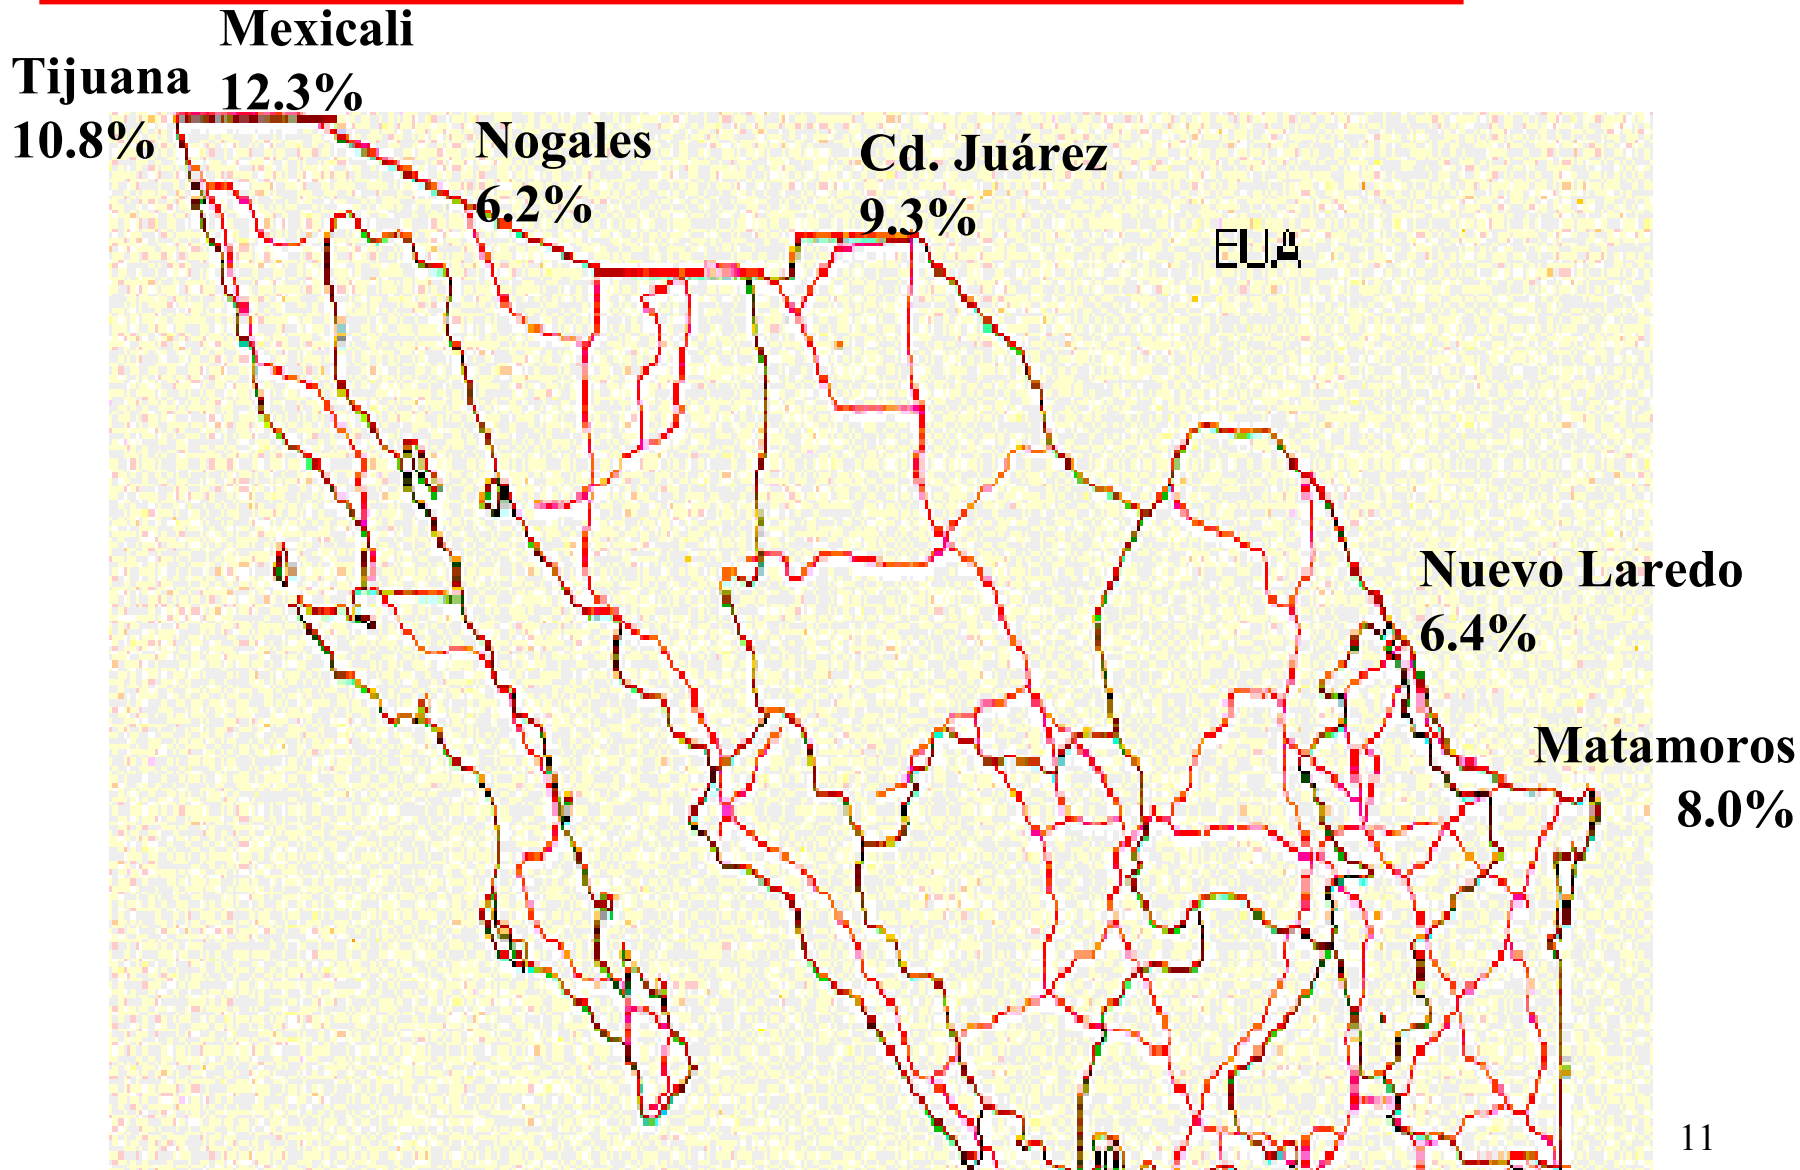 Mexicali
12.3%
Tijuana
10.8%
Nogales
6.2%
Cd. Juárez
9.3%
EUA
Nuevo Laredo
6.4%
Matamoros
8.0%
11